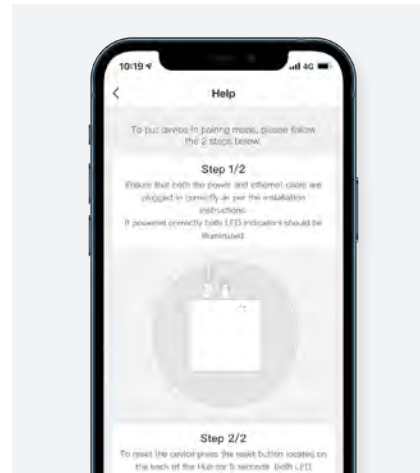 10:19
4G
Help
To put device in pairing mode, please follow
the 2 steps below.
Step 1/2
Ensure that both the power and ethernet cables are
plugged in correctly as per the installation
instructions.
If powered correctly both LED indicators should be
illuminated.
Step 2/2
To reset the device press the reset button located on
the back of the Hub for 5 seconds. Both LED